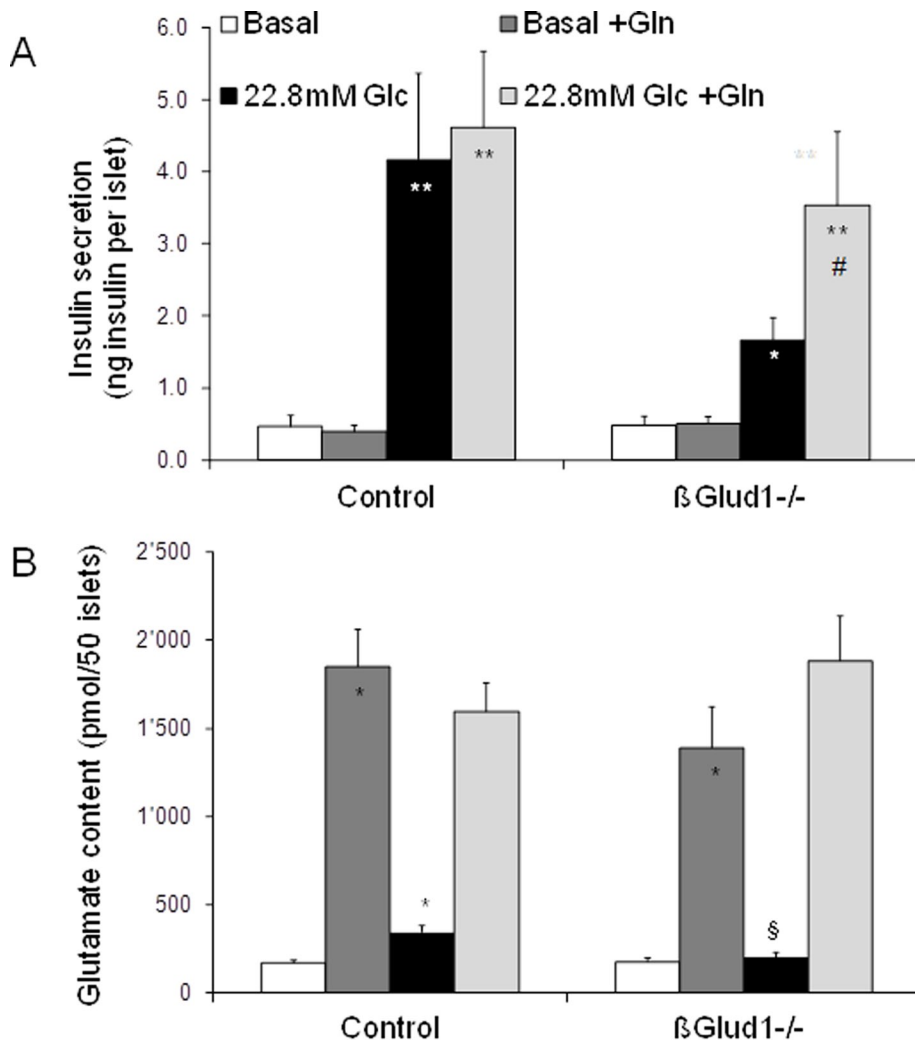 A
Insulin secretion
(ng insulin per islet)
6.0
5.0
4.0
3.0
2.0
1.0
0.0
Basal
Basal +Gln
22.8mM Glc
22.8mM Glc +Gln
**
**
**
*
**
#
Control
ßGlud1-/-
B
Glutamate content (pmol/50 islets)
2'500
2'000
1'500
1'000
500
0
*
*
*
§
Control
ßGlud1-/-